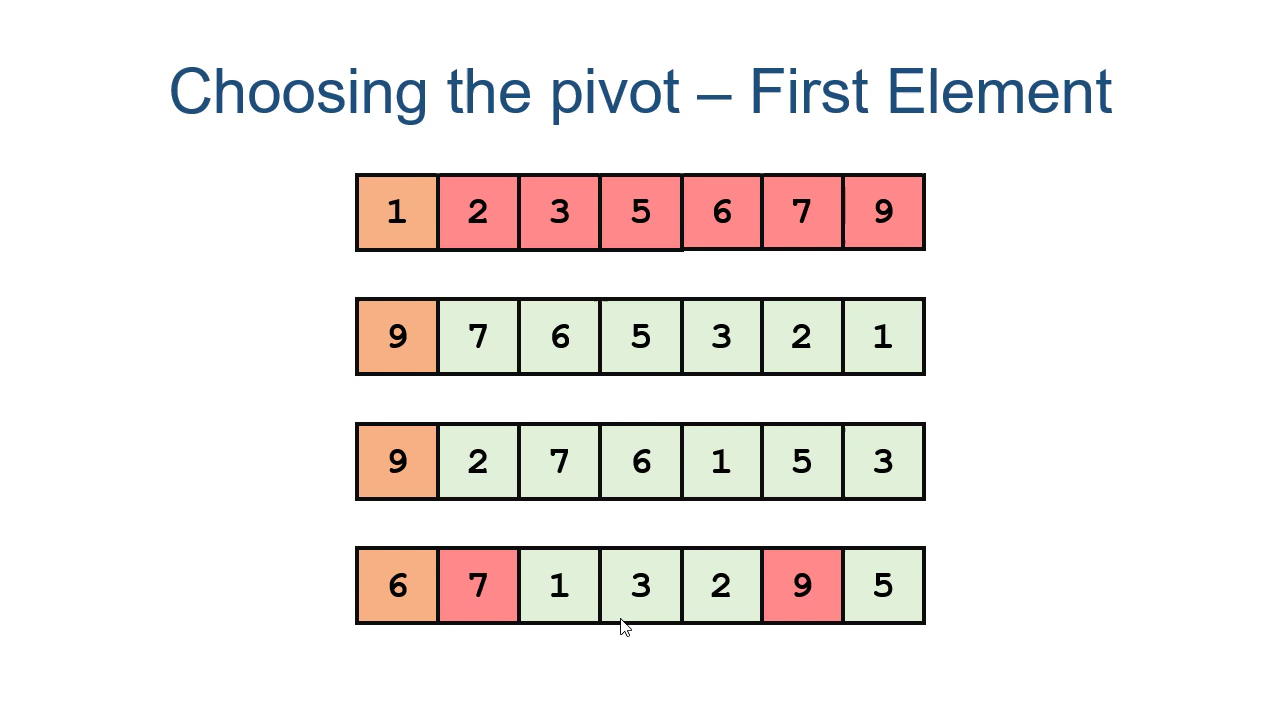 Choosing the pivot – First Element
1 2 3 5 6 7 9
9 7 6 5 3 2 1
9 2 7 6 1 5 3
6 7 1 3 2 9 5